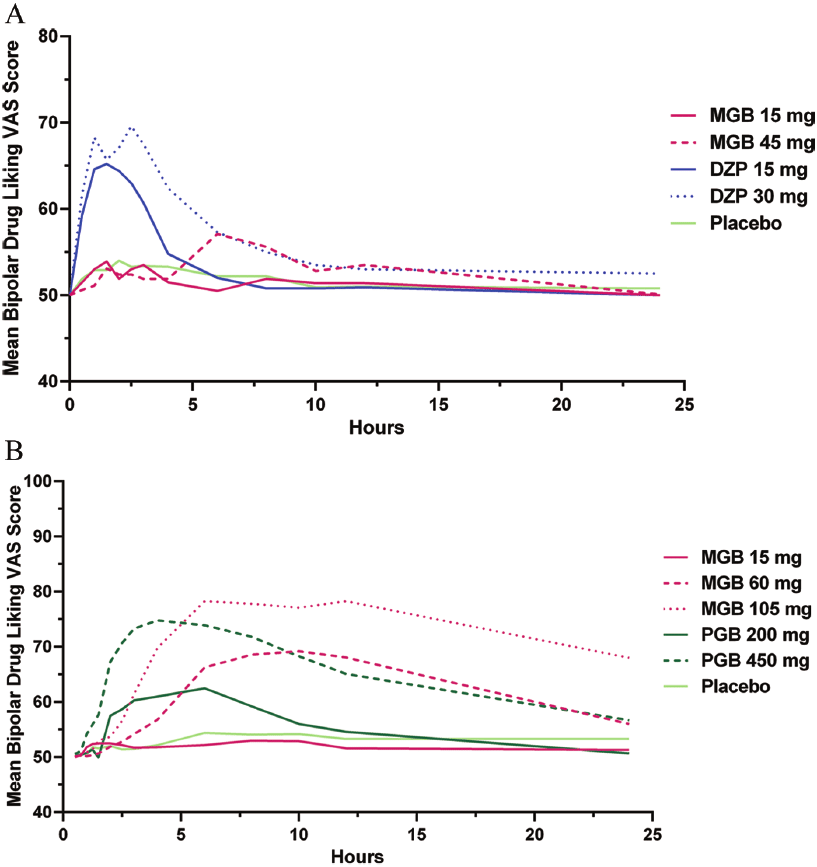 A
Mean Bipolar Drug Liking VAS Score
80
70
60
50
40
0
5
10
15
20
25
Hours
MGB 15 mg
MGB 45 mg
DZP 15 mg
DZP 30 mg
Placebo
B
Mean Bipolar Drug Liking VAS Score
100
90
80
70
60
50
40
0
5
10
15
20
25
Hours
MGB 15 mg
MGB 60 mg
MGB 105 mg
PGB 200 mg
PGB 450 mg
Placebo